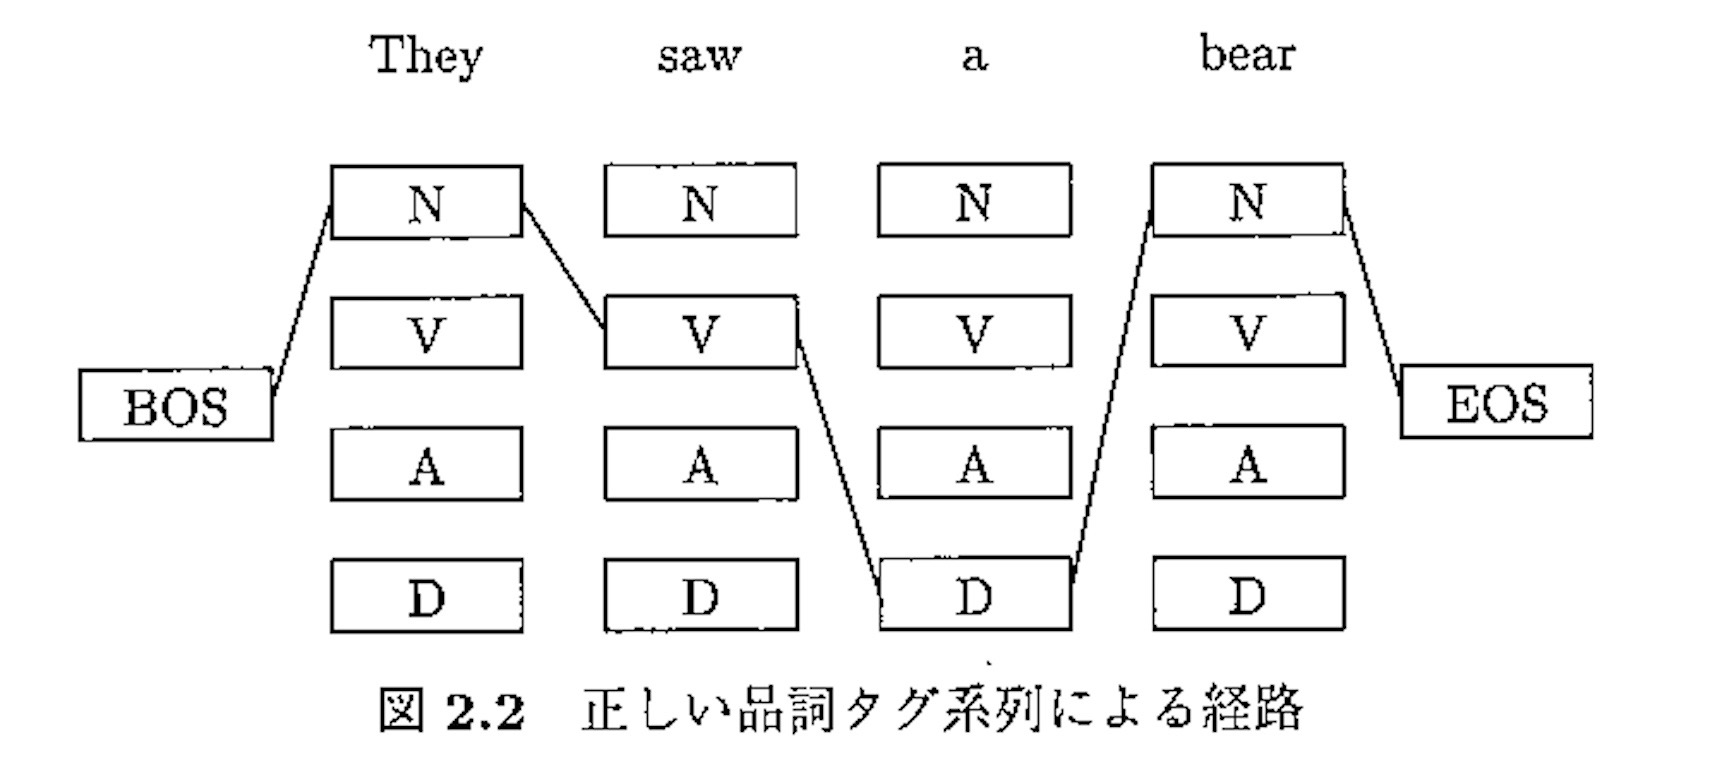 They saw a bear
N N N N
V V V V
BOS EOS
A A A A
D D D D
図 2.2 正しい品詞タグ系列による経路